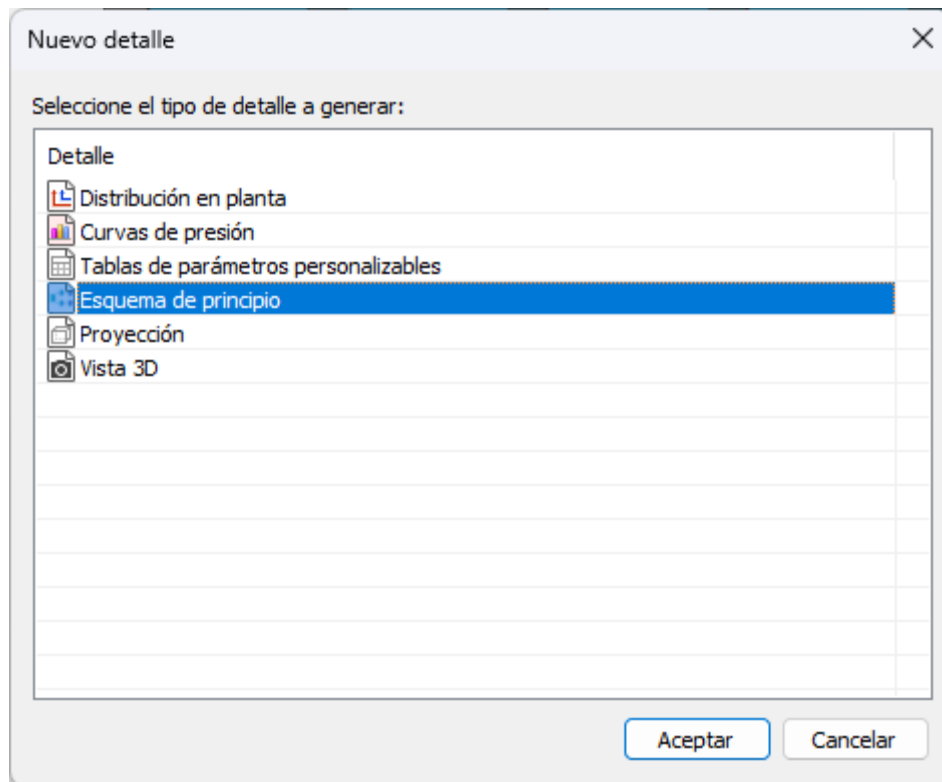 Nuevo detalle
Seleccione el tipo de detalle a generar:
Detalle
Distribución en planta
Curvas de presión
Tablas de parámetros personalizables
Esquema de principio
Proyección
Vista 3D
Aceptar Cancelar